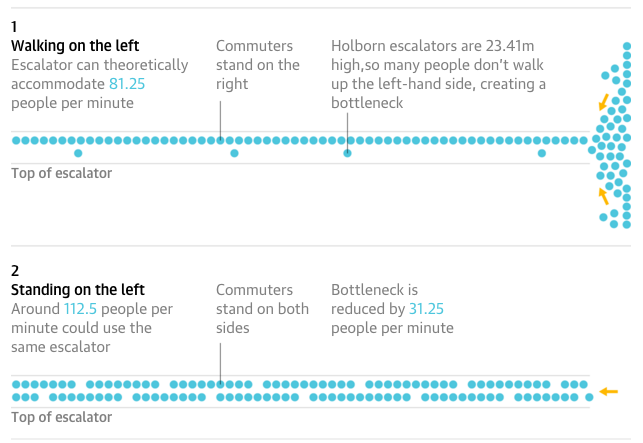 1
Walking on the left
Escalator can theoretically
accommodate 81.25
people per minute
Commuters
stand on the
right
Holborn escalators are 23.41m
high,so many people don't walk
up the left-hand side, creating a
bottleneck
Top of escalator
2
Standing on the left
Around 112.5 people per
minute could use the
same escalator
Commuters
stand on both
sides
Bottleneck is
reduced by 31.25
people per minute
Top of escalator